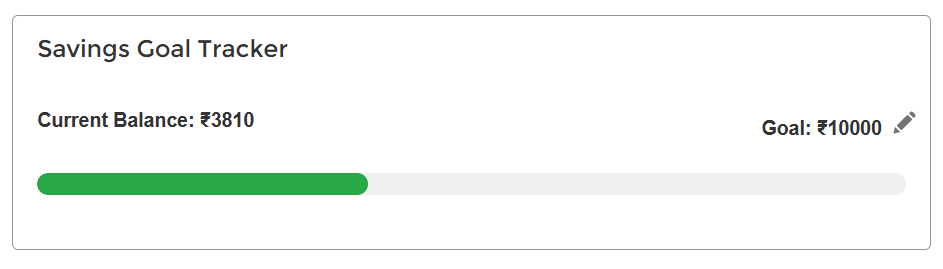 Savings Goal Tracker
Current Balance: ₹3810
Goal: ₹10000